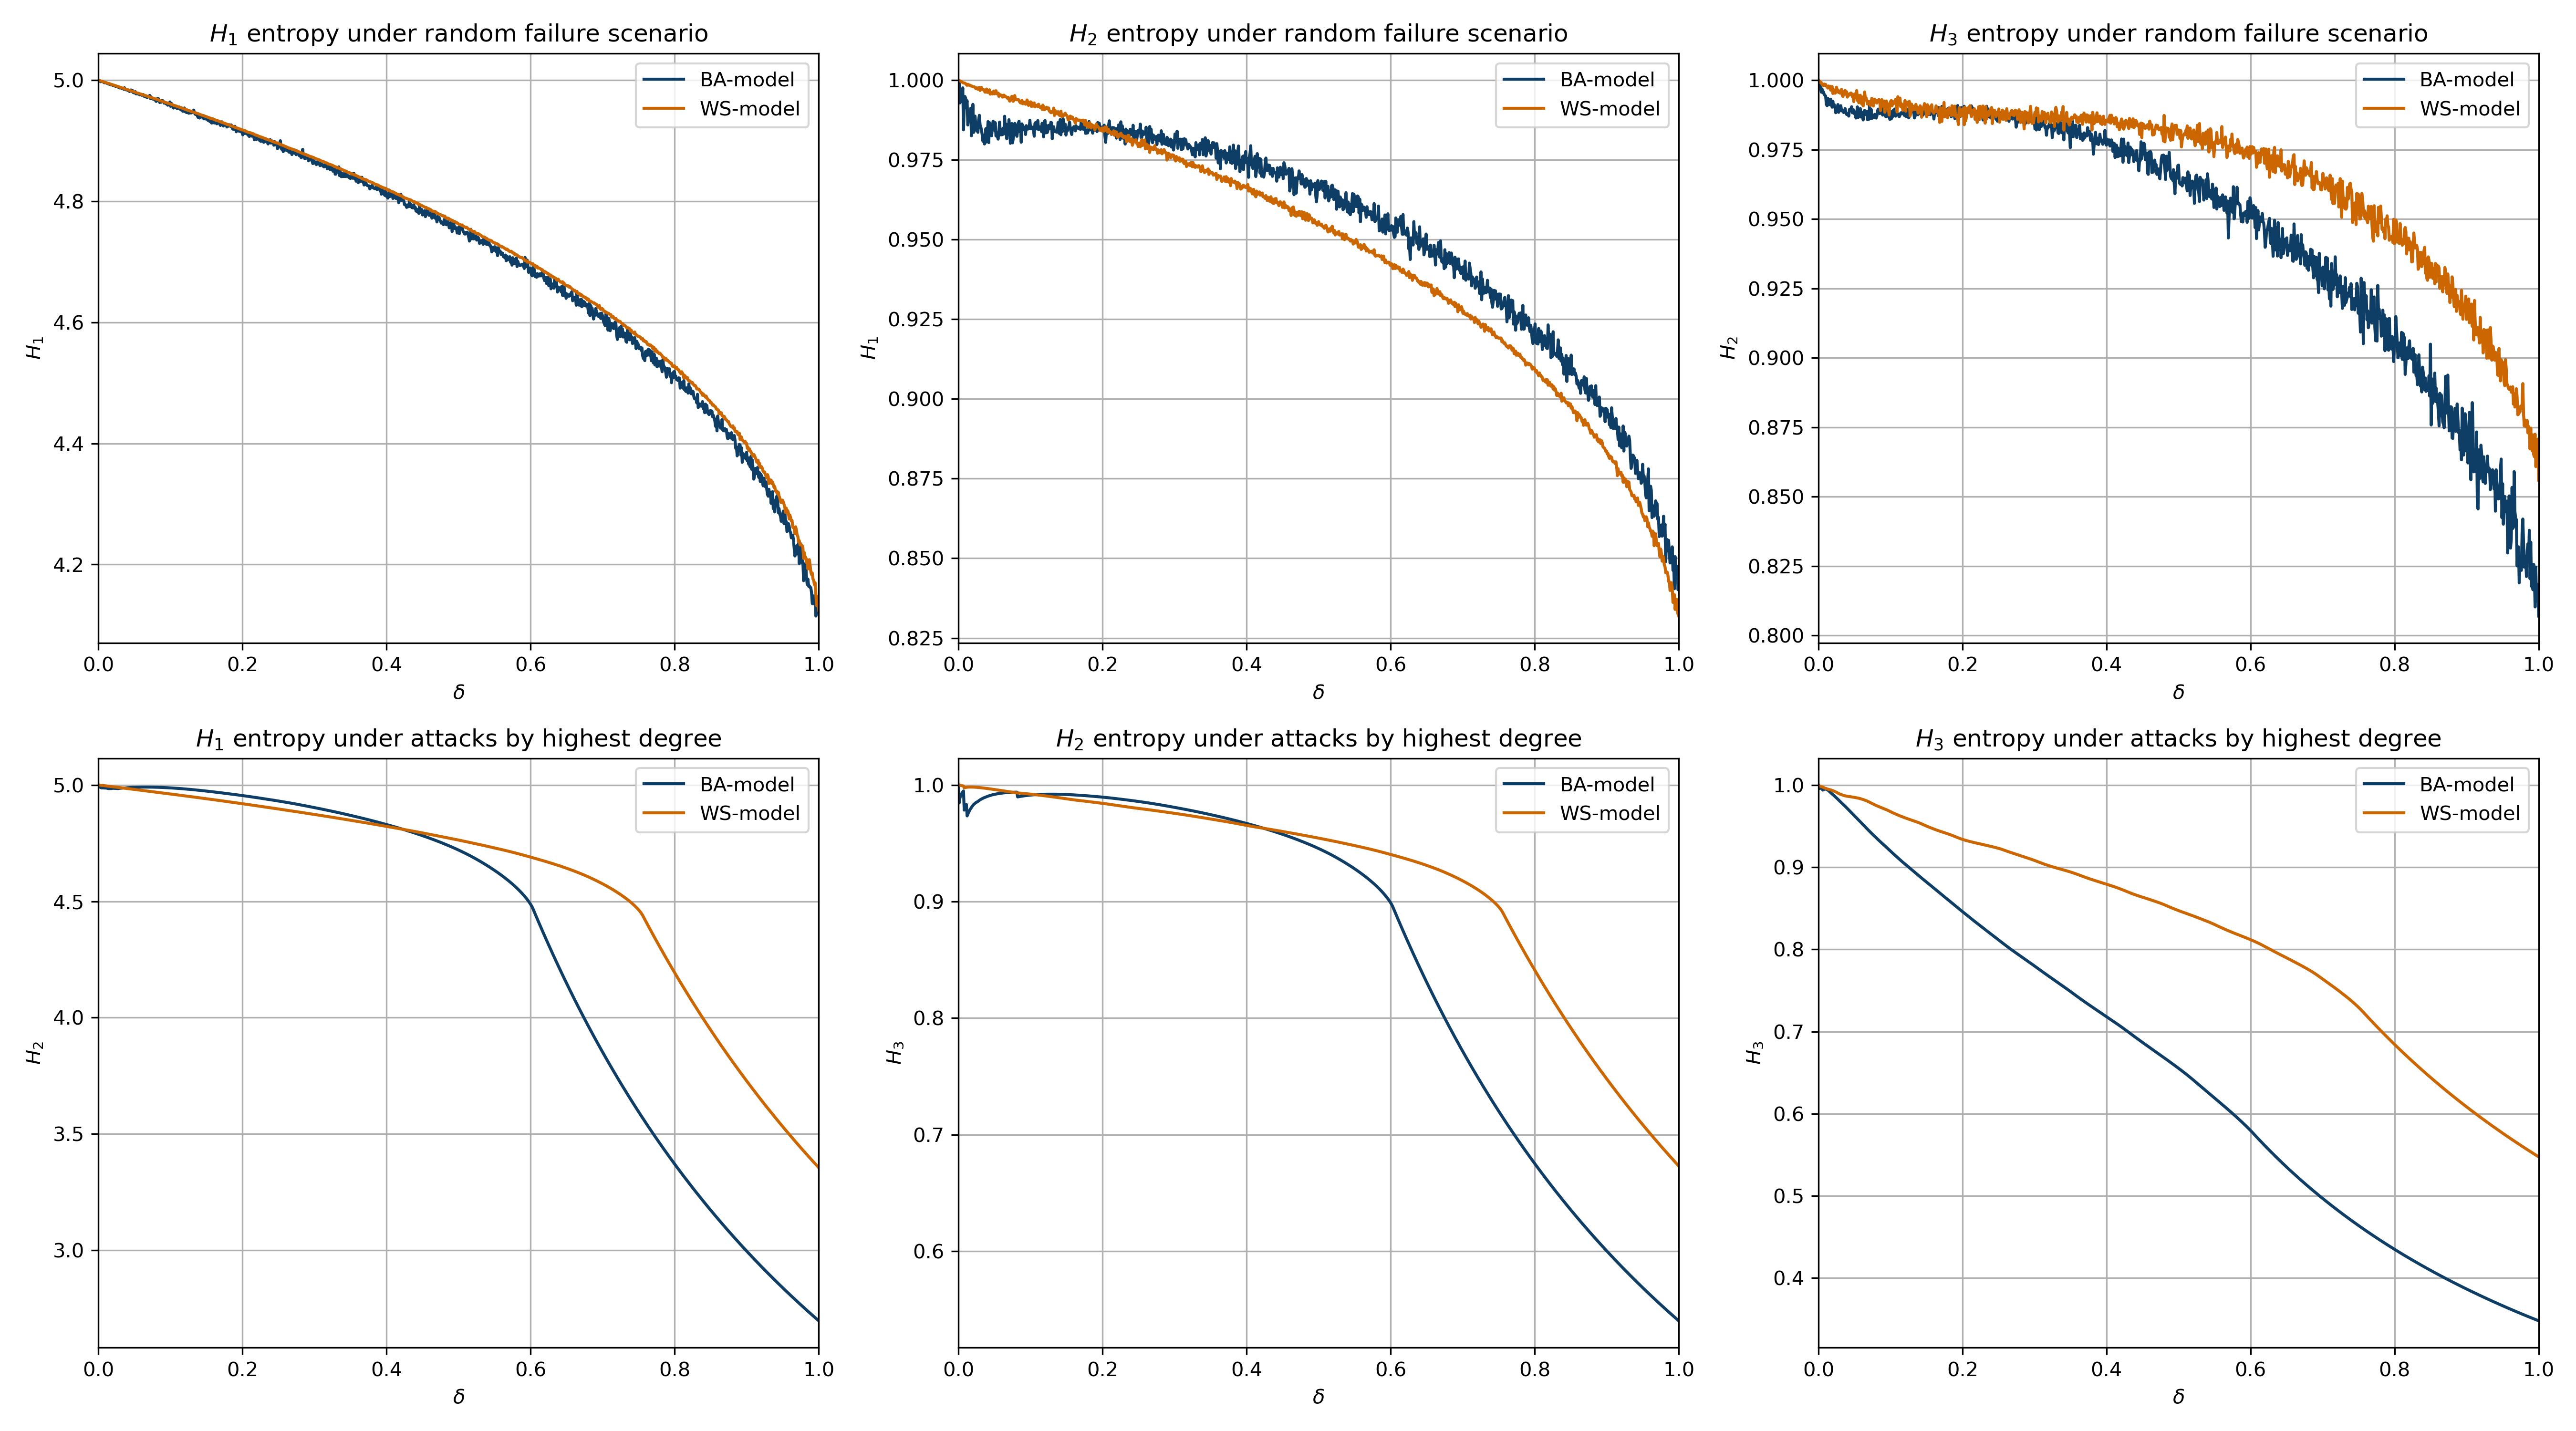 H1 entropy under random failure scenario
5.0
4.8
4.6
4.4
4.2
H1
BA-model
WS-model
0.0 0.2 0.4 0.6 0.8 1.0
δ
H2 entropy under random failure scenario
1.000
0.975
0.950
0.925
0.900
0.875
0.850
0.825
H1
BA-model
WS-model
0.0 0.2 0.4 0.6 0.8 1.0
δ
H3 entropy under random failure scenario
1.000
0.975
0.950
0.925
0.900
0.875
0.850
0.825
0.800
H2
BA-model
WS-model
0.0 0.2 0.4 0.6 0.8 1.0
δ
H1 entropy under attacks by highest degree
5.0
4.5
4.0
3.5
3.0
H2
BA-model
WS-model
0.0 0.2 0.4 0.6 0.8 1.0
δ
H2 entropy under attacks by highest degree
1.0
0.9
0.8
0.7
0.6
H3
BA-model
WS-model
0.0 0.2 0.4 0.6 0.8 1.0
δ
H3 entropy under attacks by highest degree
1.0
0.9
0.8
0.7
0.6
0.5
0.4
H3
BA-model
WS-model
0.0 0.2 0.4 0.6 0.8 1.0
δ